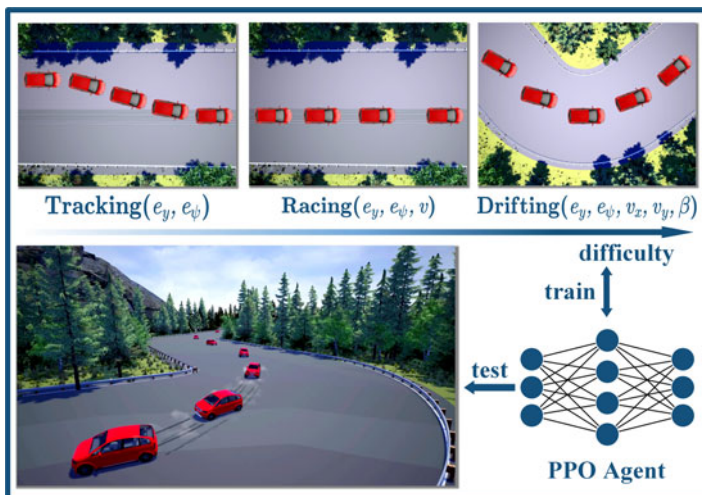 Tracking(e_y, e_ψ)
Racing(e_y, e_ψ, v)
Drifting(e_y, e_ψ, v_x, v_y, β)
difficulty
train
test
PPO Agent